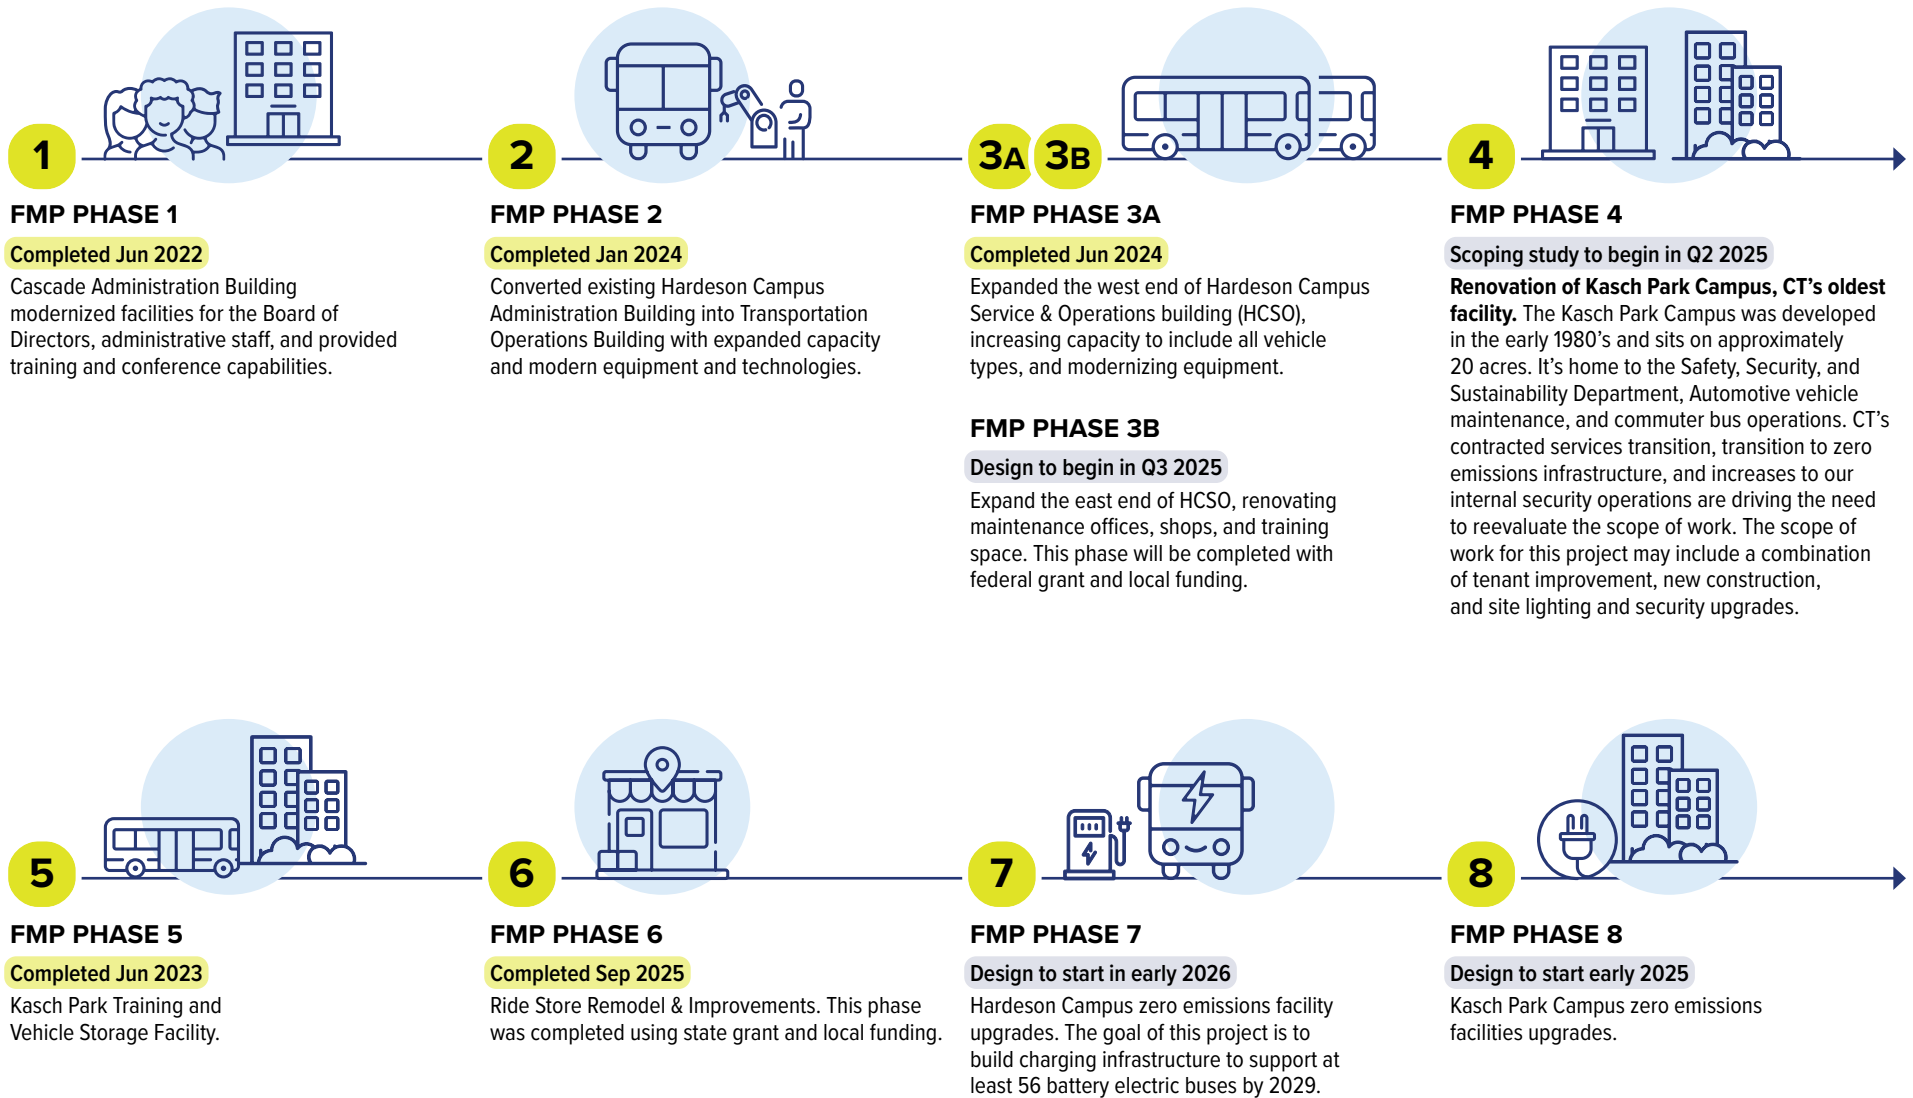 1
FMP PHASE 1
Completed Jun 2022
Cascade Administration Building
modernized facilities for the Board of
Directors, administrative staff, and provided
training and conference capabilities.
2
FMP PHASE 2
Completed Jan 2024
Converted existing Hardeson Campus
Administration Building into Transportation
Operations Building with expanded capacity
and modern equipment and technologies.
3A 3B
FMP PHASE 3A
Completed Jun 2024
Expanded the west end of Hardeson Campus
Service & Operations building (HCSO),
increasing capacity to include all vehicle
types, and modernizing equipment.
FMP PHASE 3B
Design to begin in Q3 2025
Expand the east end of HCSO, renovating
maintenance offices, shops, and training
space. This phase will be completed with
federal grant and local funding.
4
FMP PHASE 4
Scoping study to begin in Q2 2025
Renovation of Kasch Park Campus, CT’s oldest
facility. The Kasch Park Campus was developed
in the early 1980’s and sits on approximately
20 acres. It’s home to the Safety, Security, and
Sustainability Department, Automotive vehicle
maintenance, and commuter bus operations. CT’s
contracted services transition, transition to zero
emissions infrastructure, and increases to our
internal security operations are driving the need
to reevaluate the scope of work. The scope of
work for this project may include a combination
of tenant improvement, new construction,
and site lighting and security upgrades.
5
FMP PHASE 5
Completed Jun 2023
Kasch Park Training and
Vehicle Storage Facility.
6
FMP PHASE 6
Completed Sep 2025
Ride Store Remodel & Improvements. This phase
was completed using state grant and local funding.
7
FMP PHASE 7
Design to start in early 2026
Hardeson Campus zero emissions facility
upgrades. The goal of this project is to
build charging infrastructure to support at
least 56 battery electric buses by 2029.
8
FMP PHASE 8
Design to start early 2025
Kasch Park Campus zero emissions
facilities upgrades.